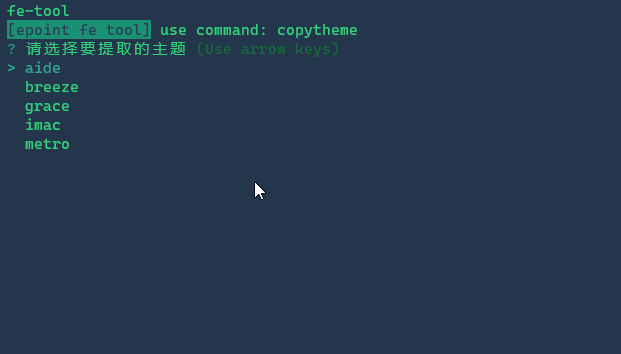 fe-tool
[epoint fe tool] use command: copytheme
? 请选择要提取的主题 (Use arrow keys)
> aide
breeze
grace
imac
metro